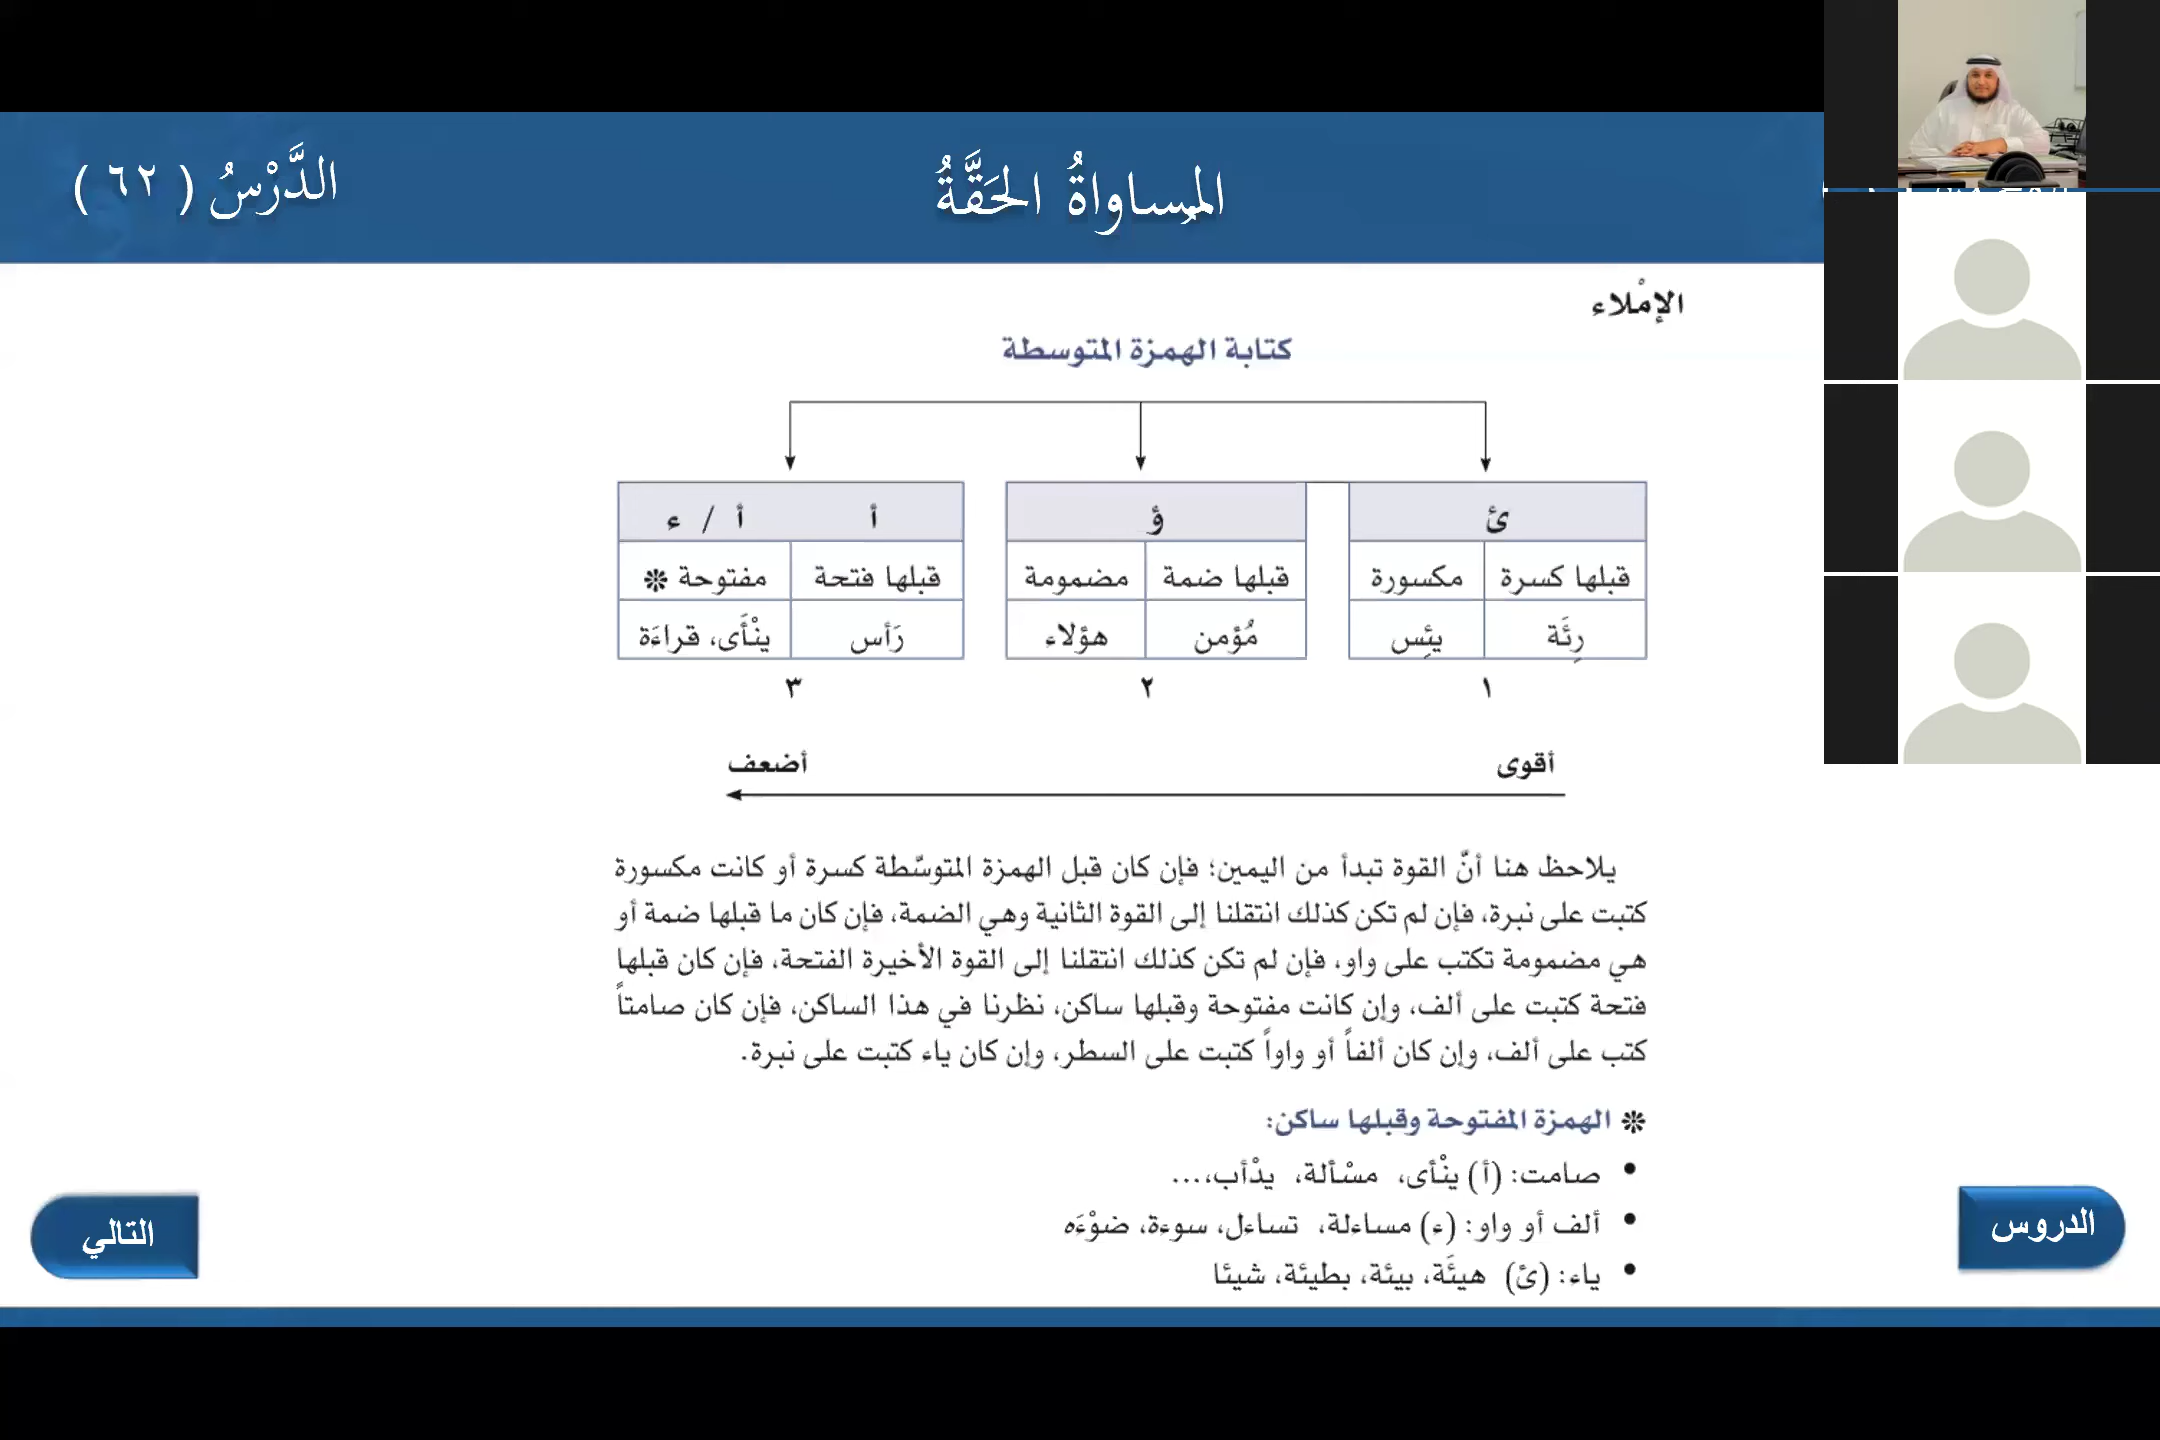 المُساواةُ الحَقَّةُ
الدَّرْسُ ( ٦٢ )
الإمْلاء
كتابة الهمزة المتوسطة
ئ
قبلها كسرة مكسورة
رِئَة يئِس
١
ؤ
قبلها ضمة مضمومة
مُؤمن هؤلاء
٢
أ أ / ء
قبلها فتحة مفتوحة ❊
رَأس ينْأَى، قراءَة
٣
أقوى أضعف
يلاحظ هنا أنّ القوة تبدأ من اليمين؛ فإن كان قبل الهمزة المتوسّطة كسرة أو كانت مكسورة
كتبت على نبرة، فإن لم تكن كذلك انتقلنا إلى القوة الثانية وهي الضمة، فإن كان ما قبلها ضمة أو
هي مضمومة تكتب على واو، فإن لم تكن كذلك انتقلنا إلى القوة الأخيرة الفتحة، فإن كان قبلها
فتحة كتبت على ألف، وإن كانت مفتوحة وقبلها ساكن، نظرنا في هذا الساكن، فإن كان صامتاً
كتب على ألف، وإن كان ألفاً أو واواً كتبت على السطر، وإن كان ياء كتبت على نبرة.
❊ الهمزة المفتوحة وقبلها ساكن:
• صامت: (أ) ينْأى، مسْألة، يدْأب،...
• ألف أو واو: (ء) مساءلة، تساءل، سوءة، ضوْءَه
• ياء: (ئ) هيئَة، بيئة، بطيئة، شيئا
الدروس
التالي